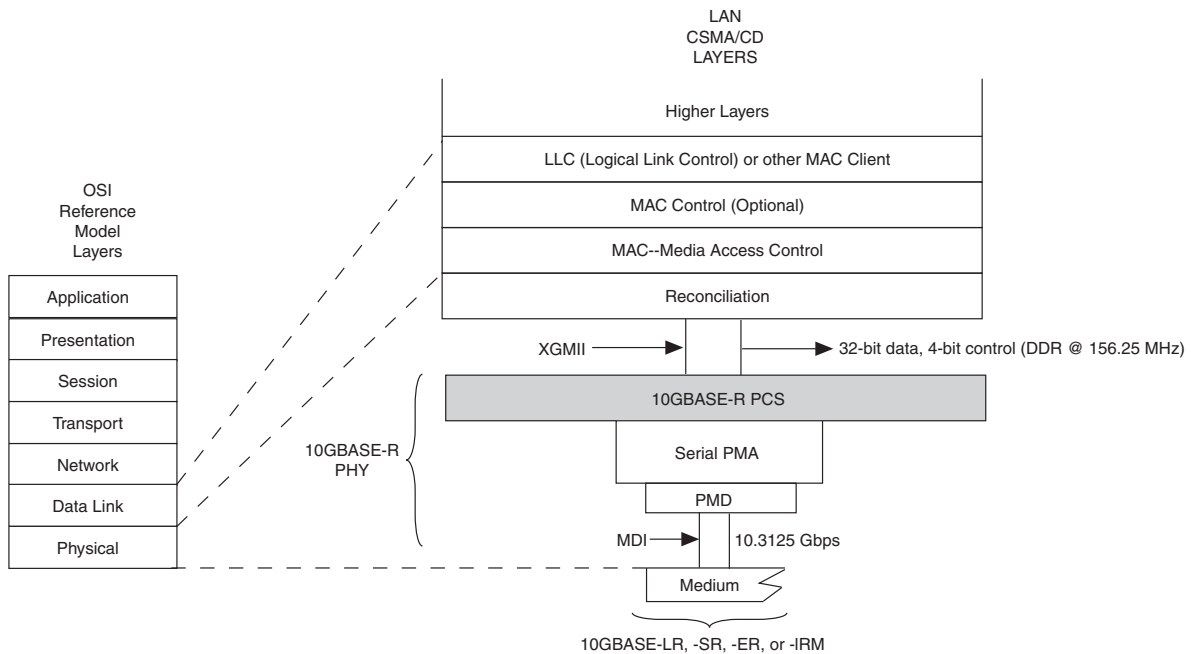 LAN
CSMA/CD
LAYERS
Higher Layers
LLC (Logical Link Control) or other MAC Client
MAC Control (Optional)
MAC--Media Access Control
Reconciliation
OSI
Reference
Model
Layers
Application
Presentation
Session
Transport
Network
Data Link
Physical
XGMII
32-bit data, 4-bit control (DDR @ 156.25 MHz)
10GBASE-R PCS
10GBASE-R
PHY
Serial PMA
PMD
MDI
10.3125 Gbps
Medium
10GBASE-LR, -SR, -ER, or -lRM